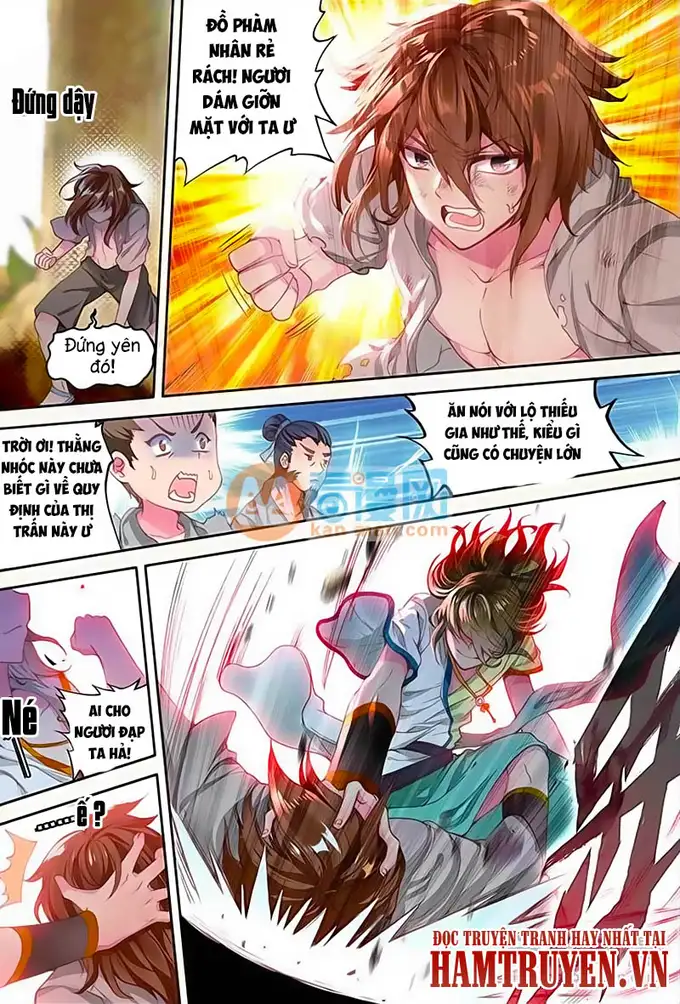 Đứng dậy
Đứng yên
đó!
ĐỒ PHÀM
NHÂN RẺ
RÁCH! NGƯƠI
DÁM GIỠN
MẶT VỚI TA Ư
TRỜI ƠI! THẰNG
NHÓC NÀY CHƯA
BIẾT GÌ VỀ QUY
ĐỊNH CỦA THỊ
TRẤN NÀY Ư
ĂN NÓI VỚI LỘ THIẾU
GIA NHƯ THẾ, KIỂU GÌ
CŨNG CÓ CHUYỆN LỚN
Né
AI CHO
NGƯƠI ĐẠP
TA HẢ!
......ế ?
ĐỌC TRUYỆN TRANH HAY NHẤT TẠI
HAMTRUYEN.VN